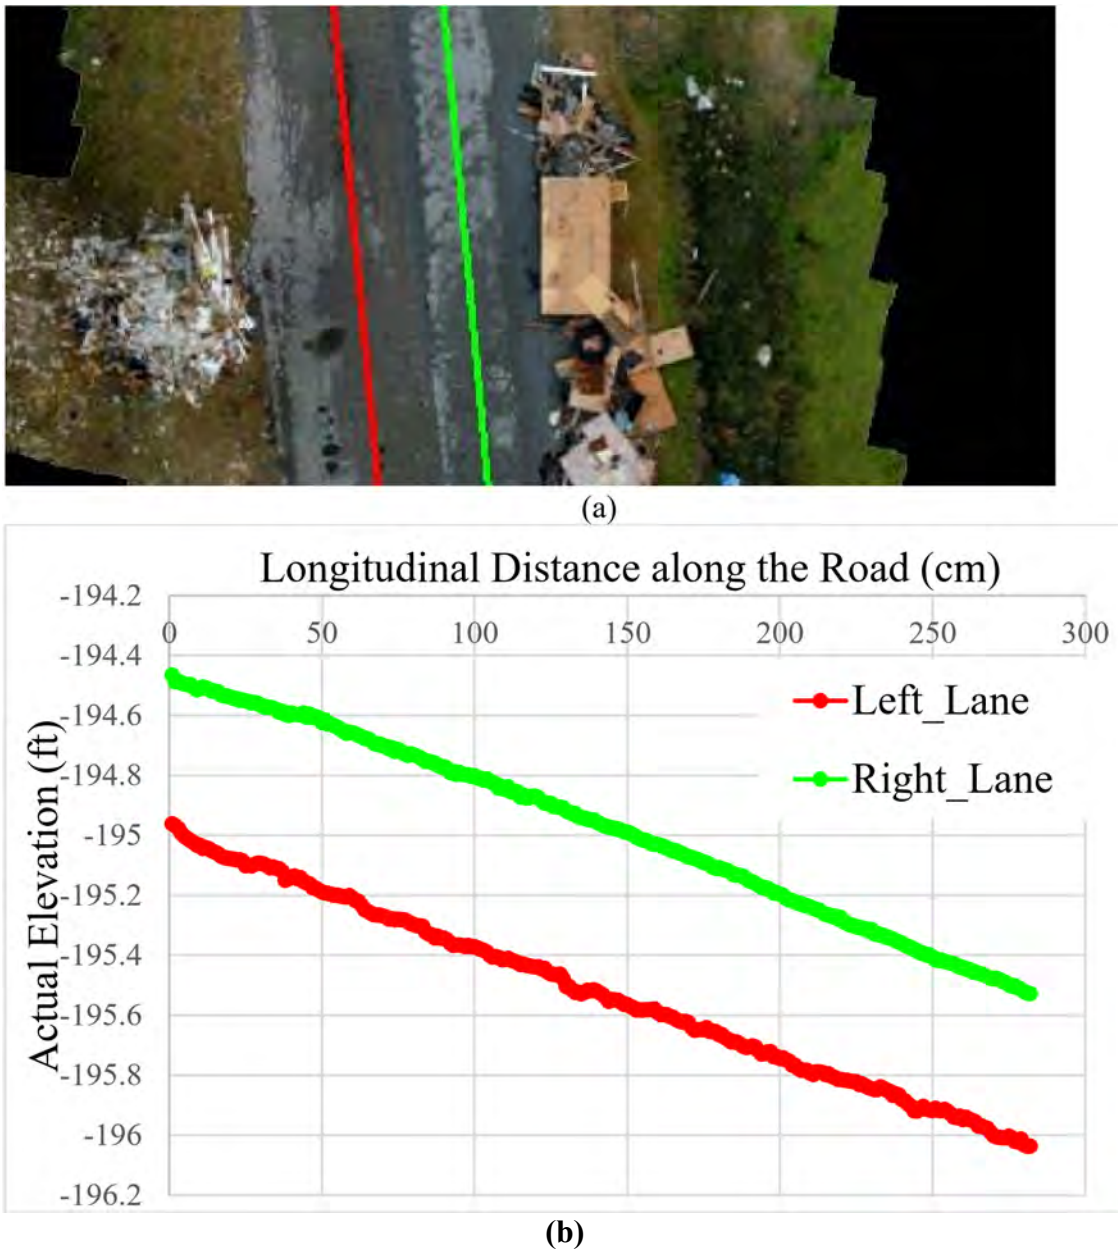 (a)
Longitudinal Distance along the Road (cm)
-194.2
0 50 100 150 200 250 300
-194.4
-194.6
-194.8
-195
-195.2
-195.4
-195.6
-195.8
-196
-196.2
Actual Elevation (ft)
Left_Lane
Right_Lane
(b)